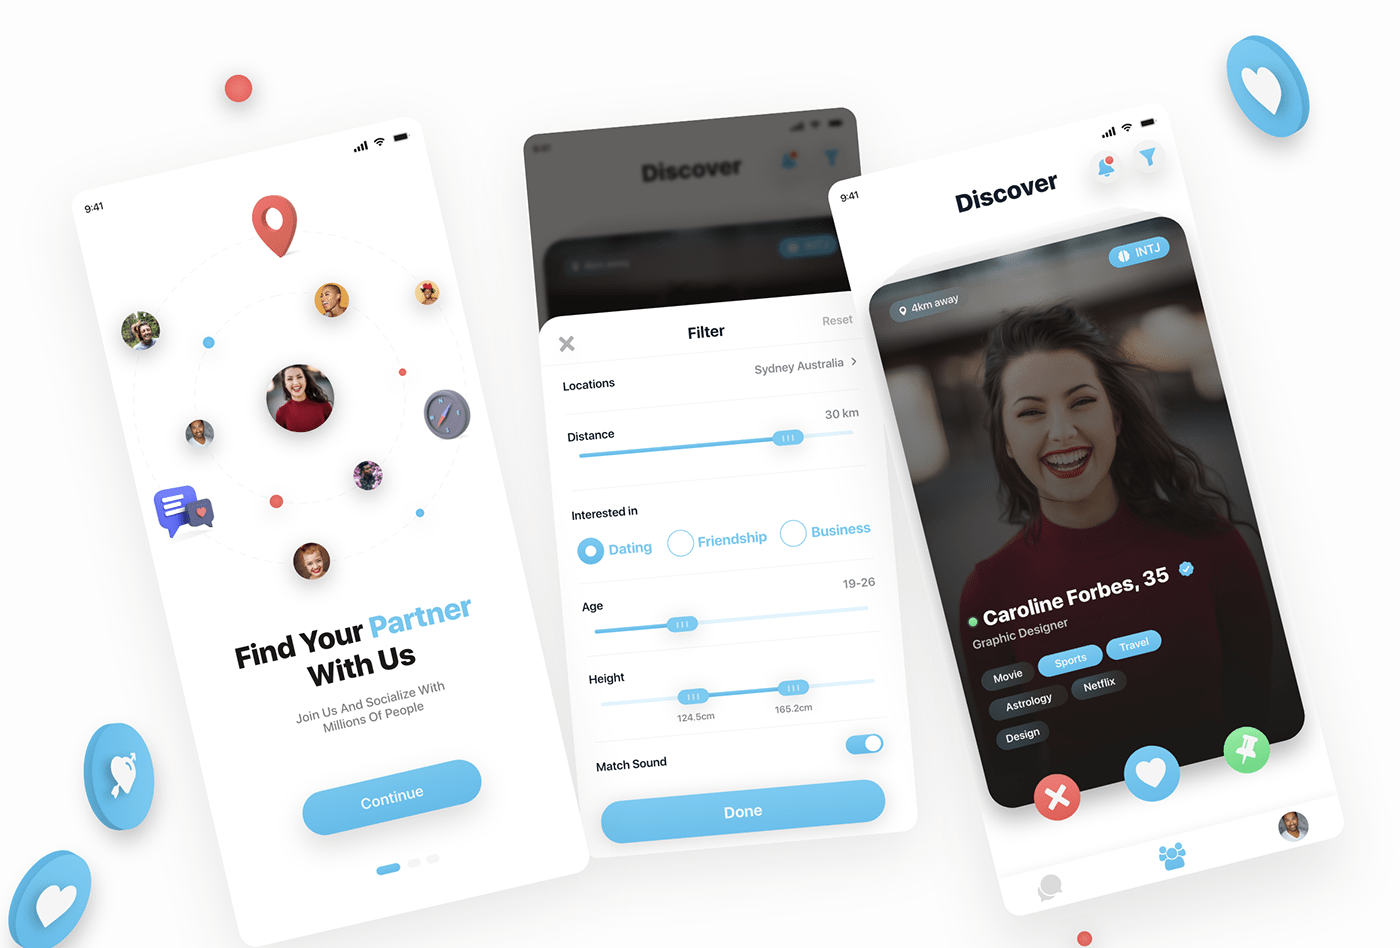 9:41
Find Your Partner
With Us
Join Us And Socialize With
Millions Of People
Continue
9:41
Discover
4km away
INTJ
Filter
Reset
Locations
Sydney Australia
Distance
30 km
Interested in
Dating
Friendship
Business
Age
19-26
Height
124.5cm
165.2cm
Match Sound
Done
9:41
Discover
INTJ
4km away
Caroline Forbes, 35
Graphic Designer
Movie
Sports
Travel
Astrology
Netflix
Design